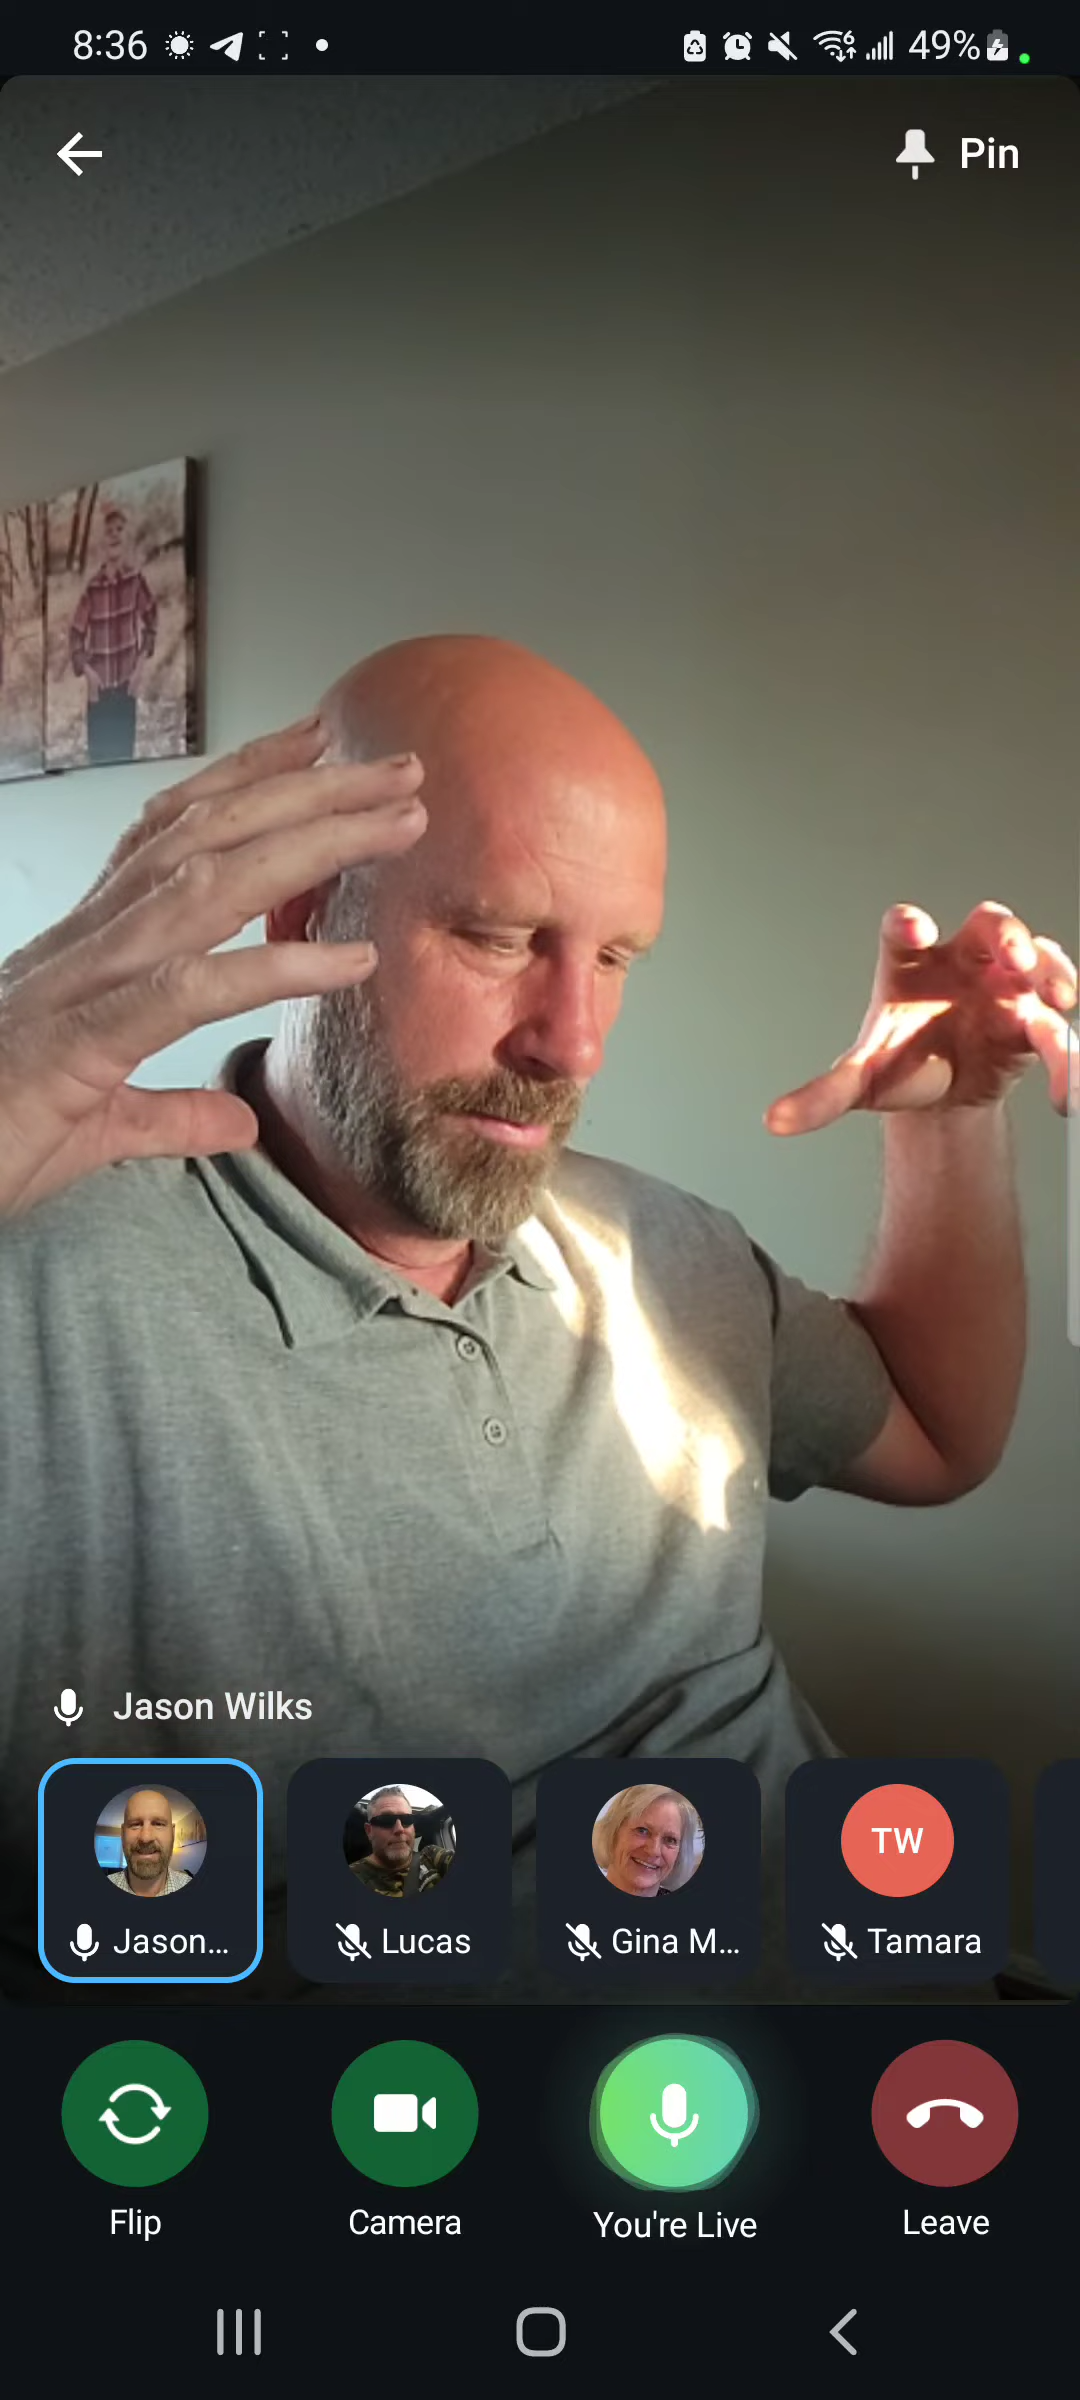 8:36
49%
Pin
Jason Wilks
TW
Jason...
Lucas
Gina M...
Tamara
Flip
Camera
You're Live
Leave